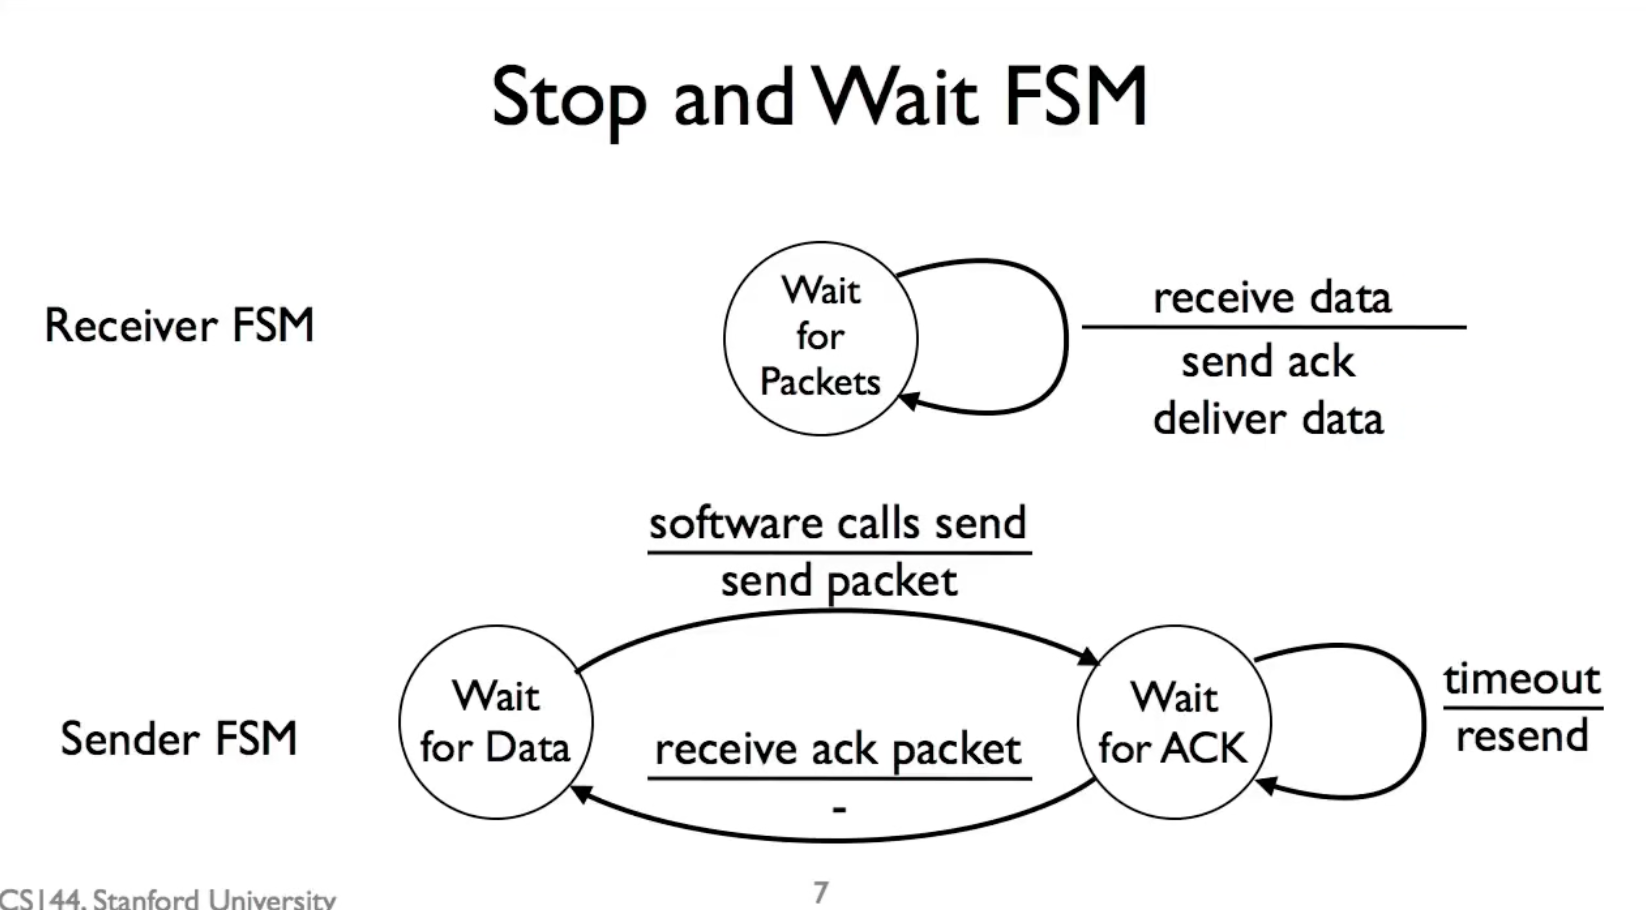 Stop and Wait FSM
Receiver FSM
Wait
for
Packets
receive data
send ack
deliver data
software calls send
send packet
Sender FSM
Wait
for Data
receive ack packet
-
Wait
for ACK
timeout
resend
CS144, Stanford University
7